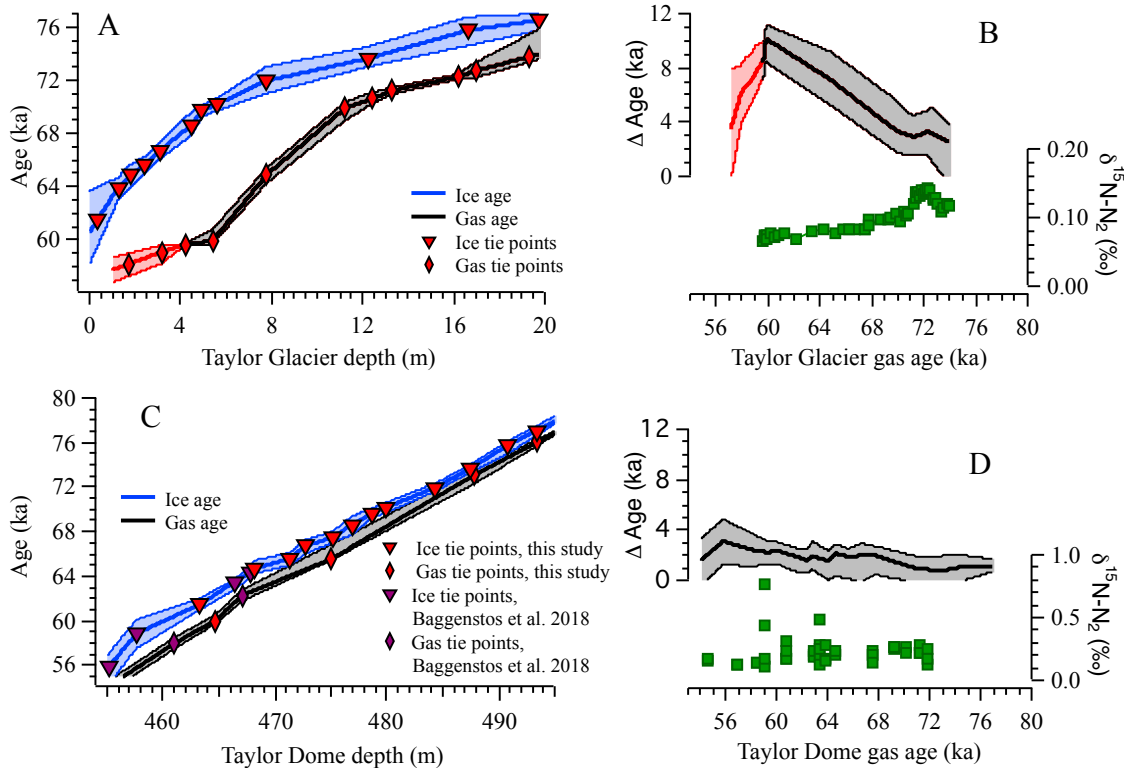 A
76
72
68
64
60
Age (ka)
Ice age
Gas age
Ice tie points
Gas tie points
0
4
8
12
16
20
Taylor Glacier depth (m)
B
12
8
4
0
Δ Age (ka)
0.20
0.10
0.00
δ15N-N2 (‰)
56
60
64
68
72
76
80
Taylor Glacier gas age (ka)
C
80
76
72
68
64
60
56
Age (ka)
Ice age
Gas age
Ice tie points, this study
Gas tie points, this study
Ice tie points,
Baggenstos et al. 2018
Gas tie points,
Baggenstos et al. 2018
460
470
480
490
Taylor Dome depth (m)
D
12
8
4
0
Δ Age (ka)
1.0
0.5
0.0
δ15N-N2 (‰)
56
60
64
68
72
76
80
Taylor Dome gas age (ka)